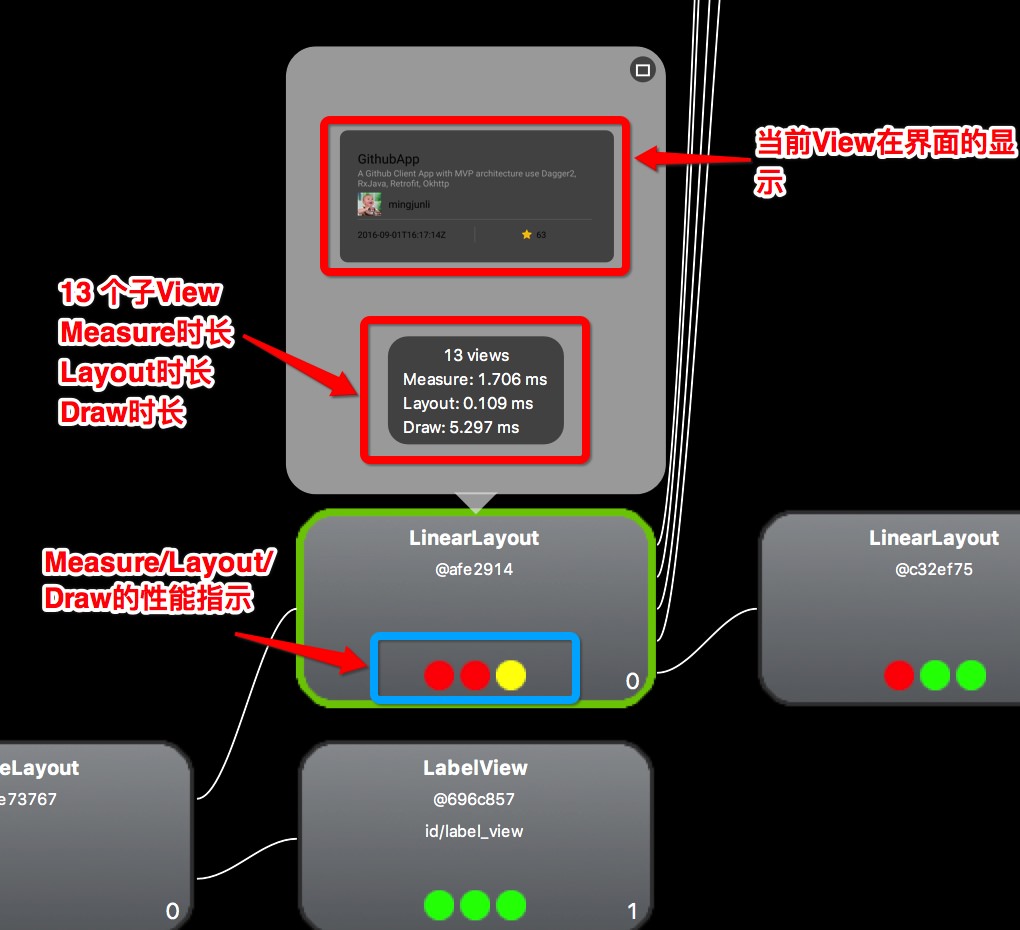 当前View在界面的显
示
GithubApp
A Github Client App with MVP architecture use Dagger2,
RxJava, Retrofit, Okhttp
mingjunli
2016-09-01T16:17:14Z
63
13 个子View
Measure时长
Layout时长
Draw时长
13 views
Measure: 1.706 ms
Layout: 0.109 ms
Draw: 5.297 ms
Measure/Layout/
Draw的性能指示
LinearLayout
@afe2914
0
LinearLayout
@c32ef75
eLayout
e73767
0
LabelView
@696c857
id/label_view
1